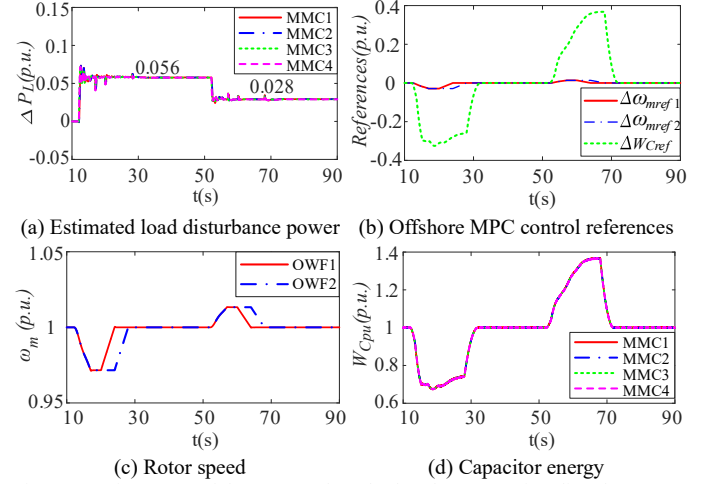 0.15
0.1
0.05
0
-0.05
Δ P_L(p.u.)
MMC1
MMC2
MMC3
MMC4
0.056
0.028
10 30 50 70 90
t(s)
(a) Estimated load disturbance power
0.4
0.2
0
-0.2
-0.4
References(p.u.)
Δω_mref 1
Δω_mref 2
ΔW_Cref
10 30 50 70 90
t(s)
(b) Offshore MPC control references
1.05
1
0.95
ω_m (p.u.)
OWF1
OWF2
10 30 50 70 90
t(s)
(c) Rotor speed
1.4
1.2
1
0.8
0.6
W_Cpu(p.u.)
MMC1
MMC2
MMC3
MMC4
10 30 50 70 90
t(s)
(d) Capacitor energy